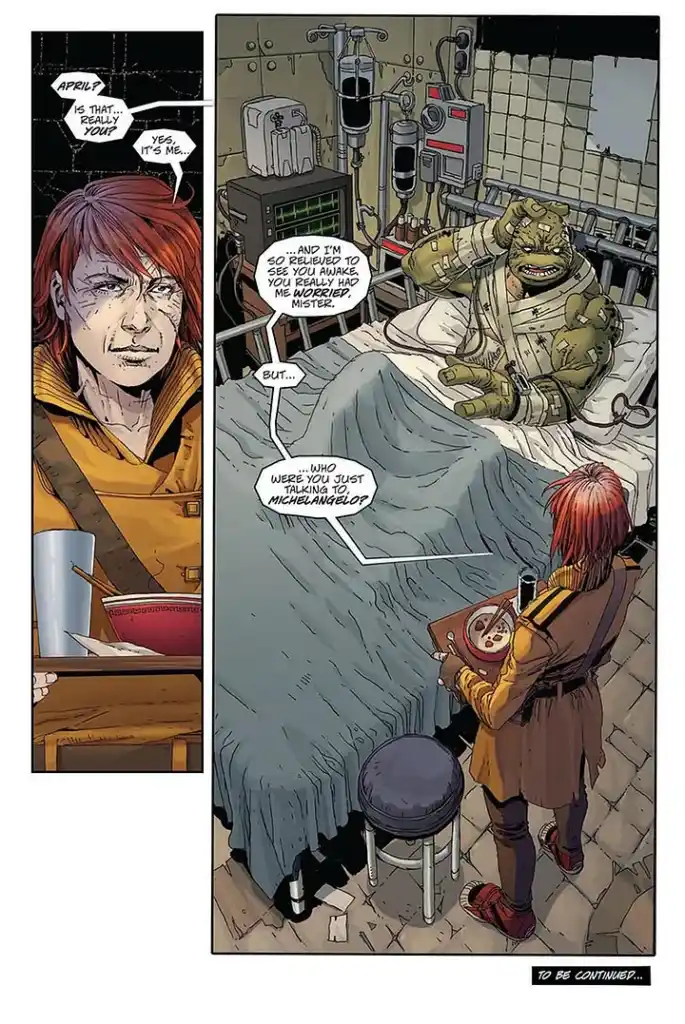 APRIL?
IS THAT...
REALLY
YOU?
YES,
IT'S ME...
...AND I'M
SO RELIEVED TO
SEE YOU AWAKE.
YOU REALLY HAD
ME WORRIED,
MISTER.
BUT...
...WHO
WERE YOU JUST
TALKING TO,
MICHELANGELO?
TO BE CONTINUED...